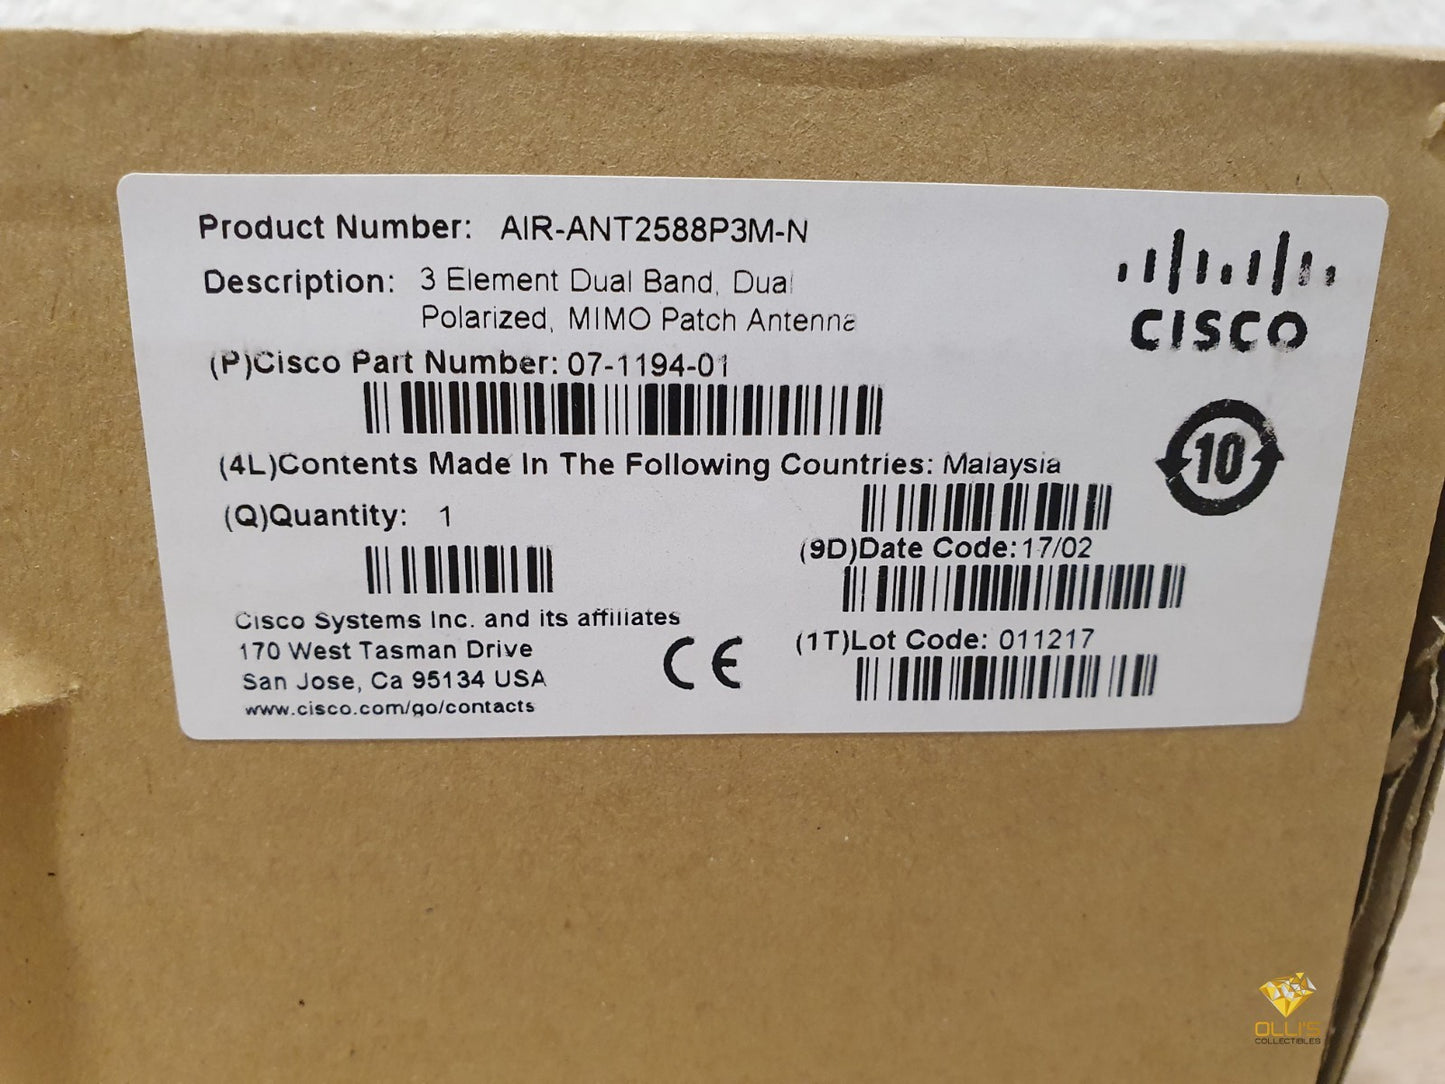 Product Number: AIR-ANT2588P3M-N
Description: 3 Element Dual Band, Dual
Polarized, MIMO Patch Antenna
(P)Cisco Part Number: 07-1194-01
(4L)Contents Made In The Following Countries: Malaysia
(Q)Quantity: 1
(9D)Date Code:17/02
(1T)Lot Code: 011217
Cisco Systems Inc. and its affiliates
170 West Tasman Drive
San Jose, Ca 95134 USA
www.cisco.com/go/contacts
CE
CISCO
10
OLLI'S
COLLECTIBLES